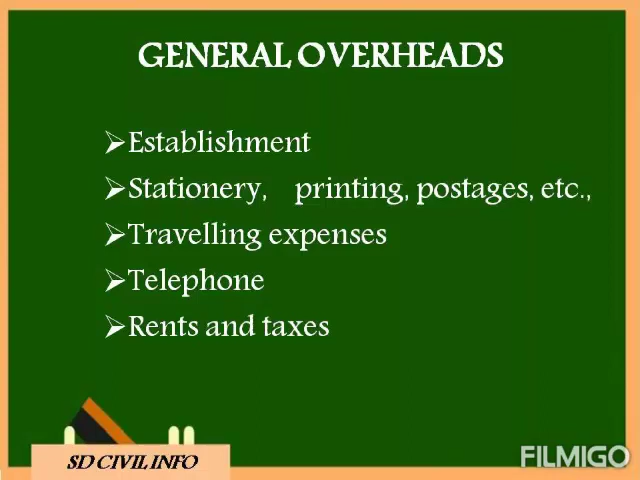 GENERAL OVERHEADS
➢Establishment
➢Stationery, printing, postages, etc.,
➢Travelling expenses
➢Telephone
➢Rents and taxes
SD CIVIL INFO
FILMIGO